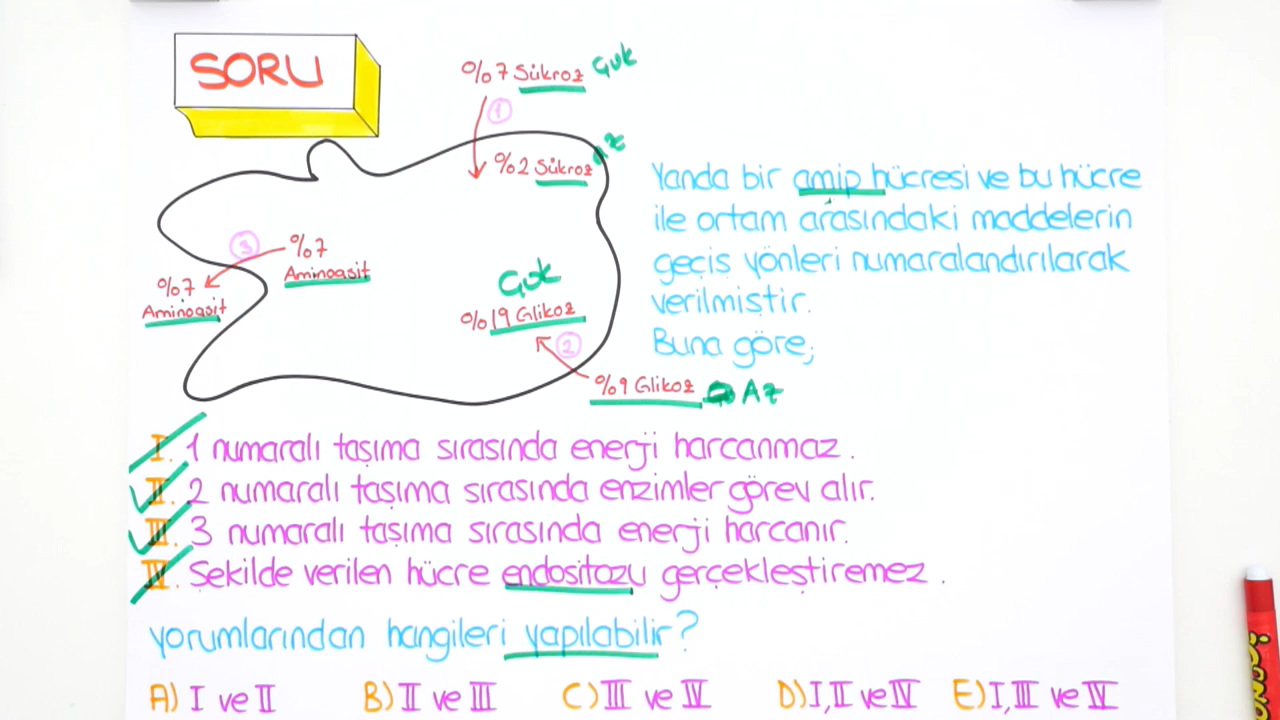 SORU
%7 Sükroz Çok
1
%2 Sükroz Az
3
%7
Aminoasit
%7
Aminoasit
Çok
%19 Glikoz
2
%9 Glikoz Az
Yanda bir amip hücresi ve bu hücre
ile ortam arasındaki maddelerin
geçiş yönleri numaralandırılarak
verilmiştir.
Buna göre;
I. 1 numaralı taşıma sırasında enerji harcanmaz.
II. 2 numaralı taşıma sırasında enzimler görev alır.
III. 3 numaralı taşıma sırasında enerji harcanır.
IV. Şekilde verilen hücre endositozu gerçekleştiremez.
yorumlarından hangileri yapılabilir?
A) I ve II B) II ve III C) III ve IV D) I, II ve IV E) I, III ve IV